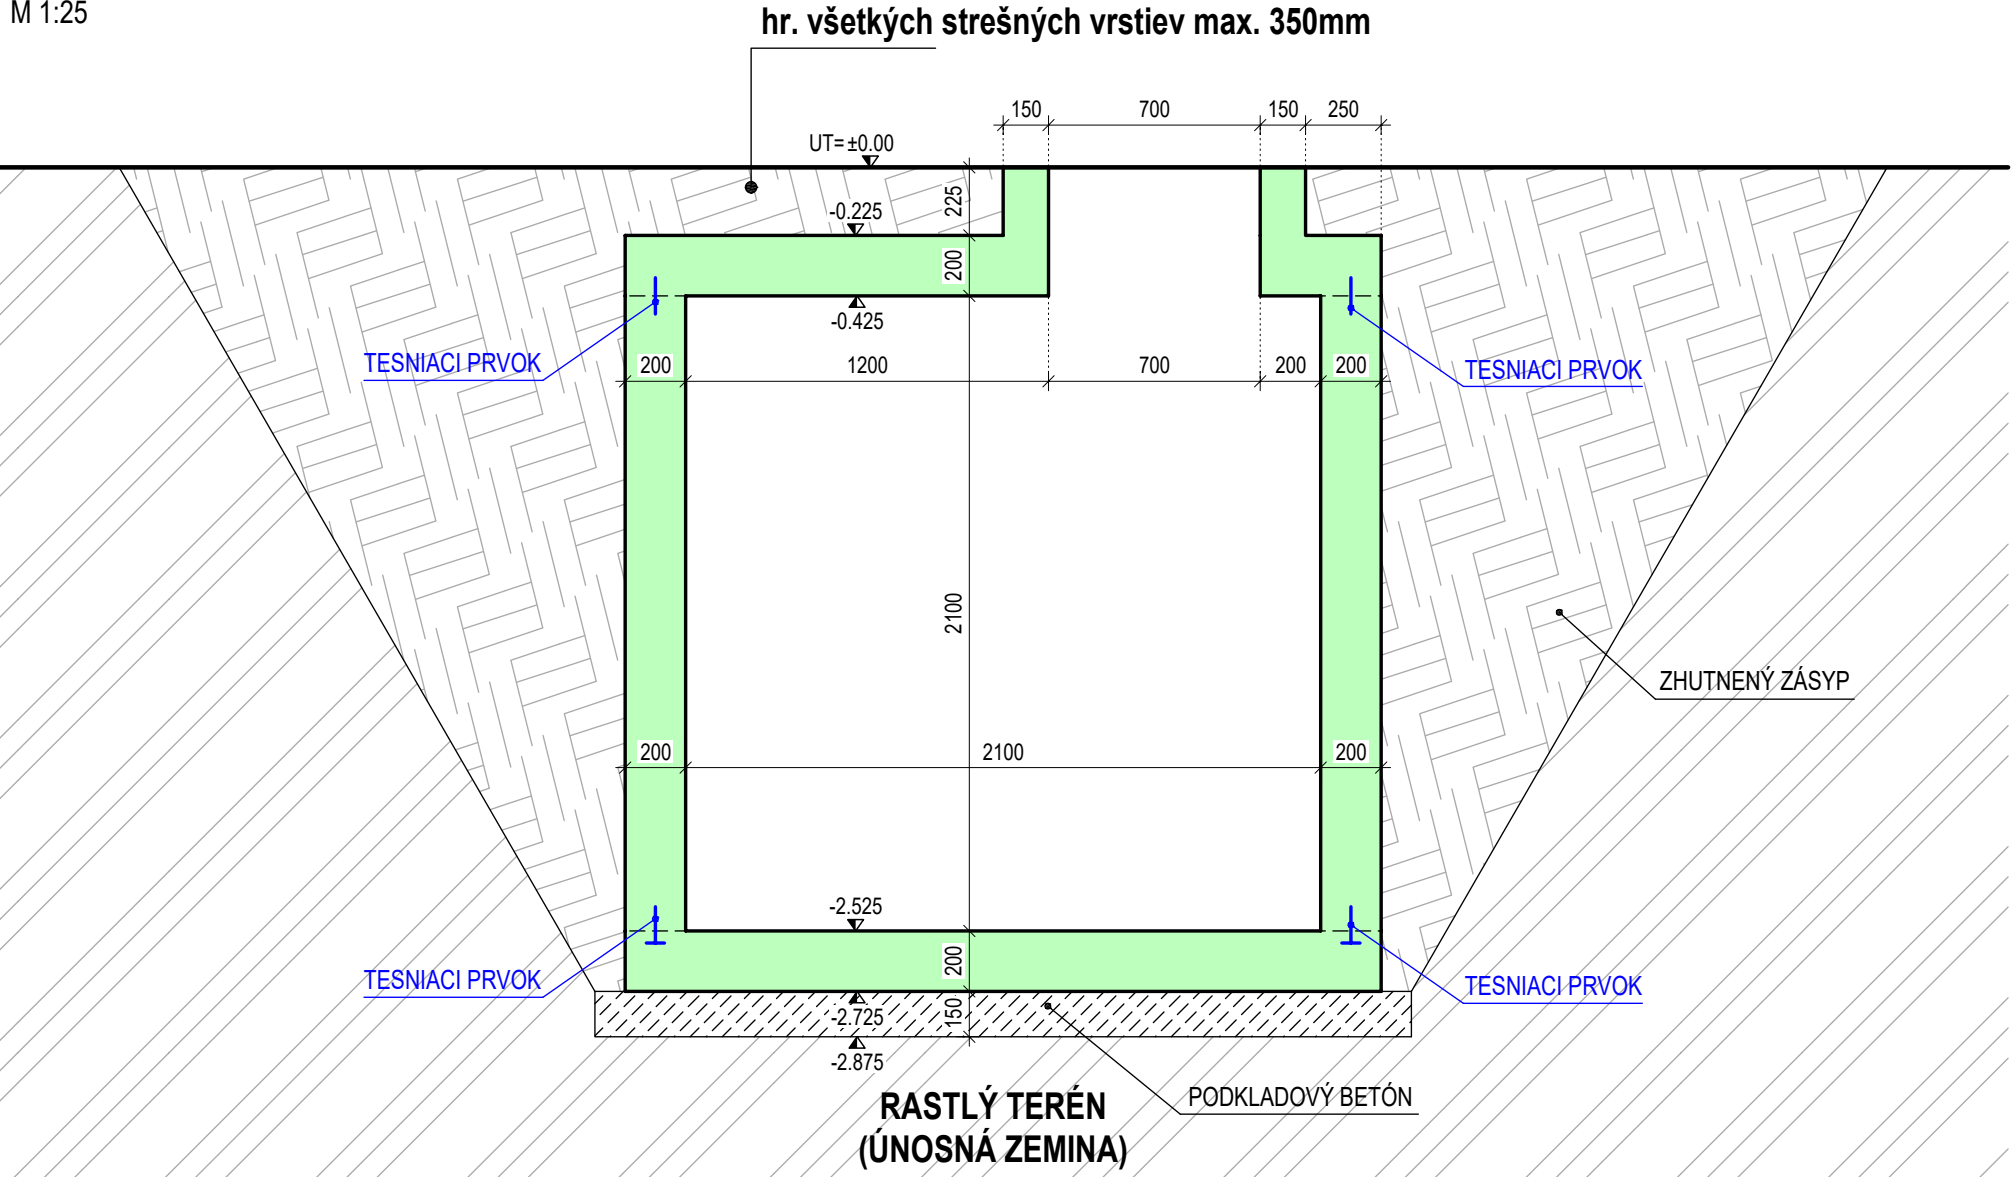 M 1:25
hr. všetkých strešných vrstiev max. 350mm
150
700
150
250
UT= ±0.00
225
-0.225
200
-0.425
TESNIACI PRVOK
TESNIACI PRVOK
200
1200
700
200
200
2100
ZHUTNENÝ ZÁSYP
200
2100
200
-2.525
200
TESNIACI PRVOK
TESNIACI PRVOK
-2.725
150
-2.875
PODKLADOVÝ BETÓN
RASTLÝ TERÉN
(ÚNOSNÁ ZEMINA)